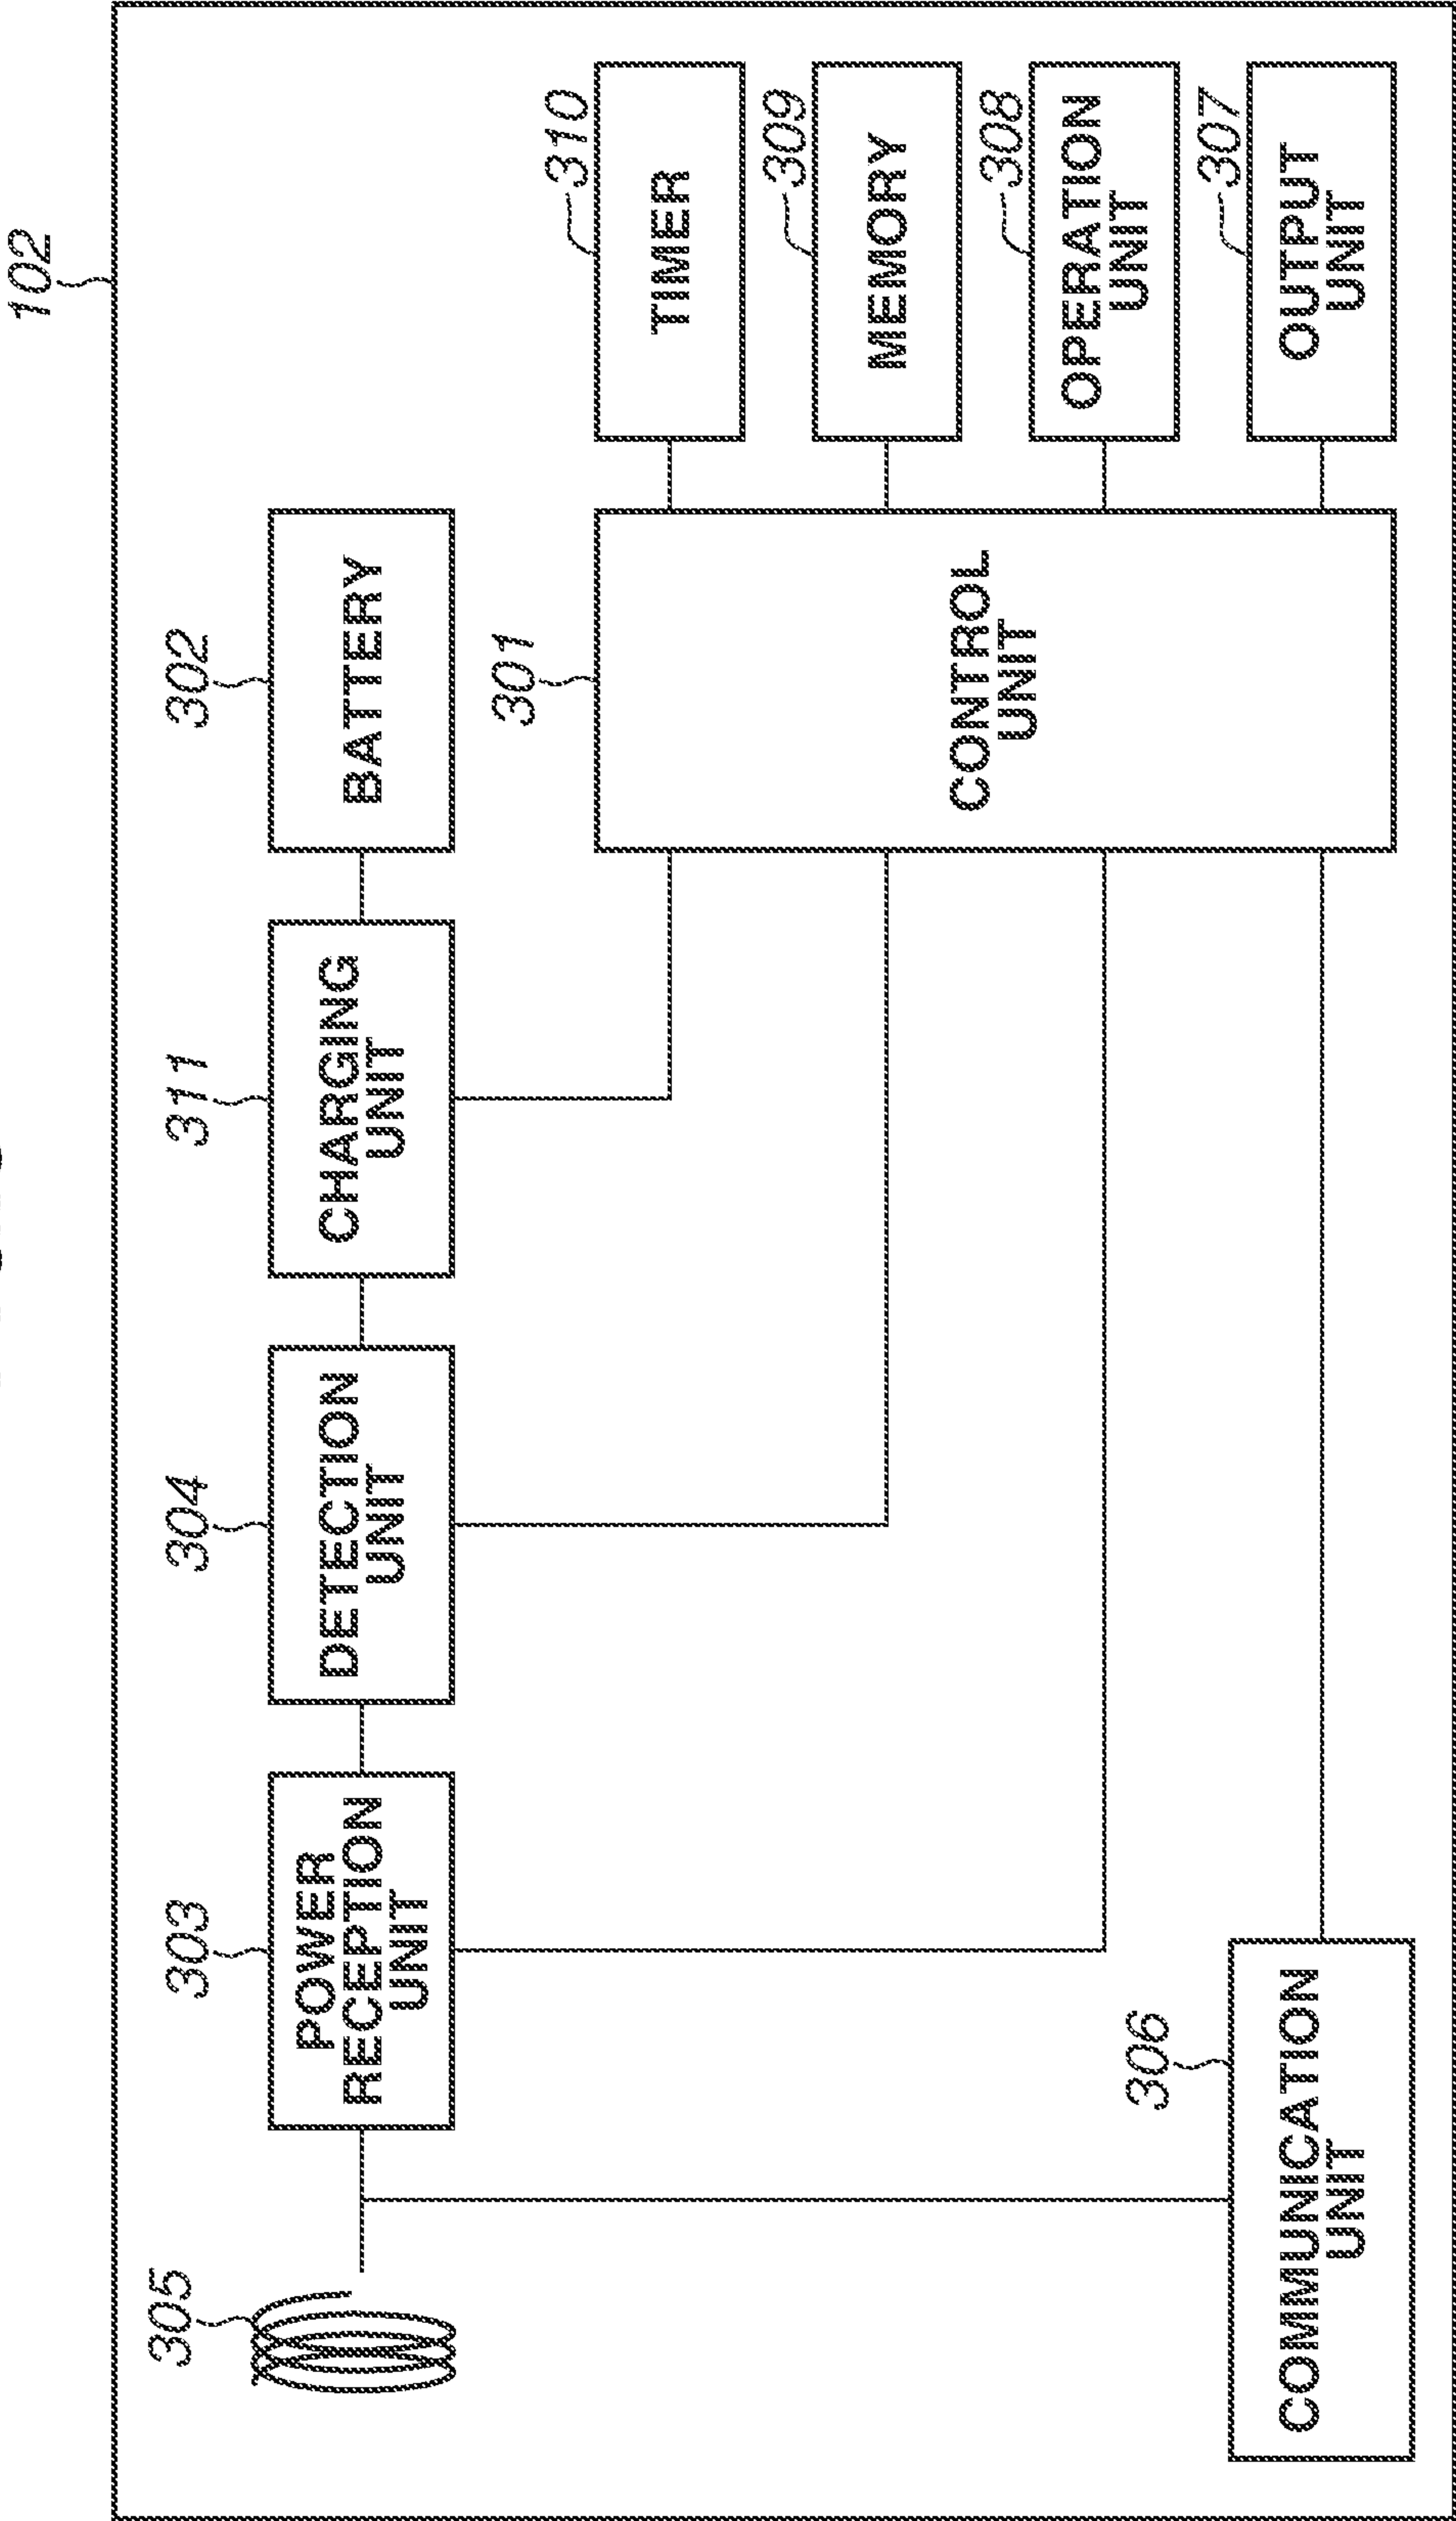 102
305
303
304
311
302
POWER
RECEPTION
UNIT
DETECTION
UNIT
CHARGING
UNIT
BATTERY
301
310
TIMER
309
MEMORY
CONTROL
UNIT
308
OPERATION
UNIT
306
307
COMMUNICATION
UNIT
OUTPUT
UNIT